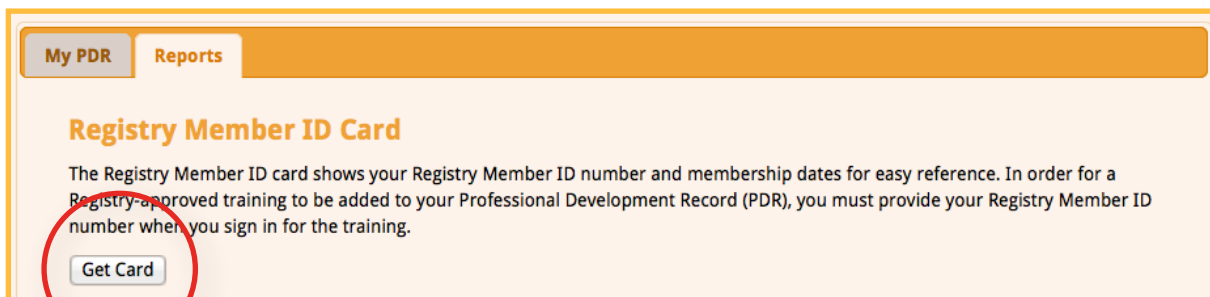 My PDR Reports
Registry Member ID Card
The Registry Member ID card shows your Registry Member ID number and membership dates for easy reference. In order for a
Registry-approved training to be added to your Professional Development Record (PDR), you must provide your Registry Member ID
number when you sign in for the training.
Get Card